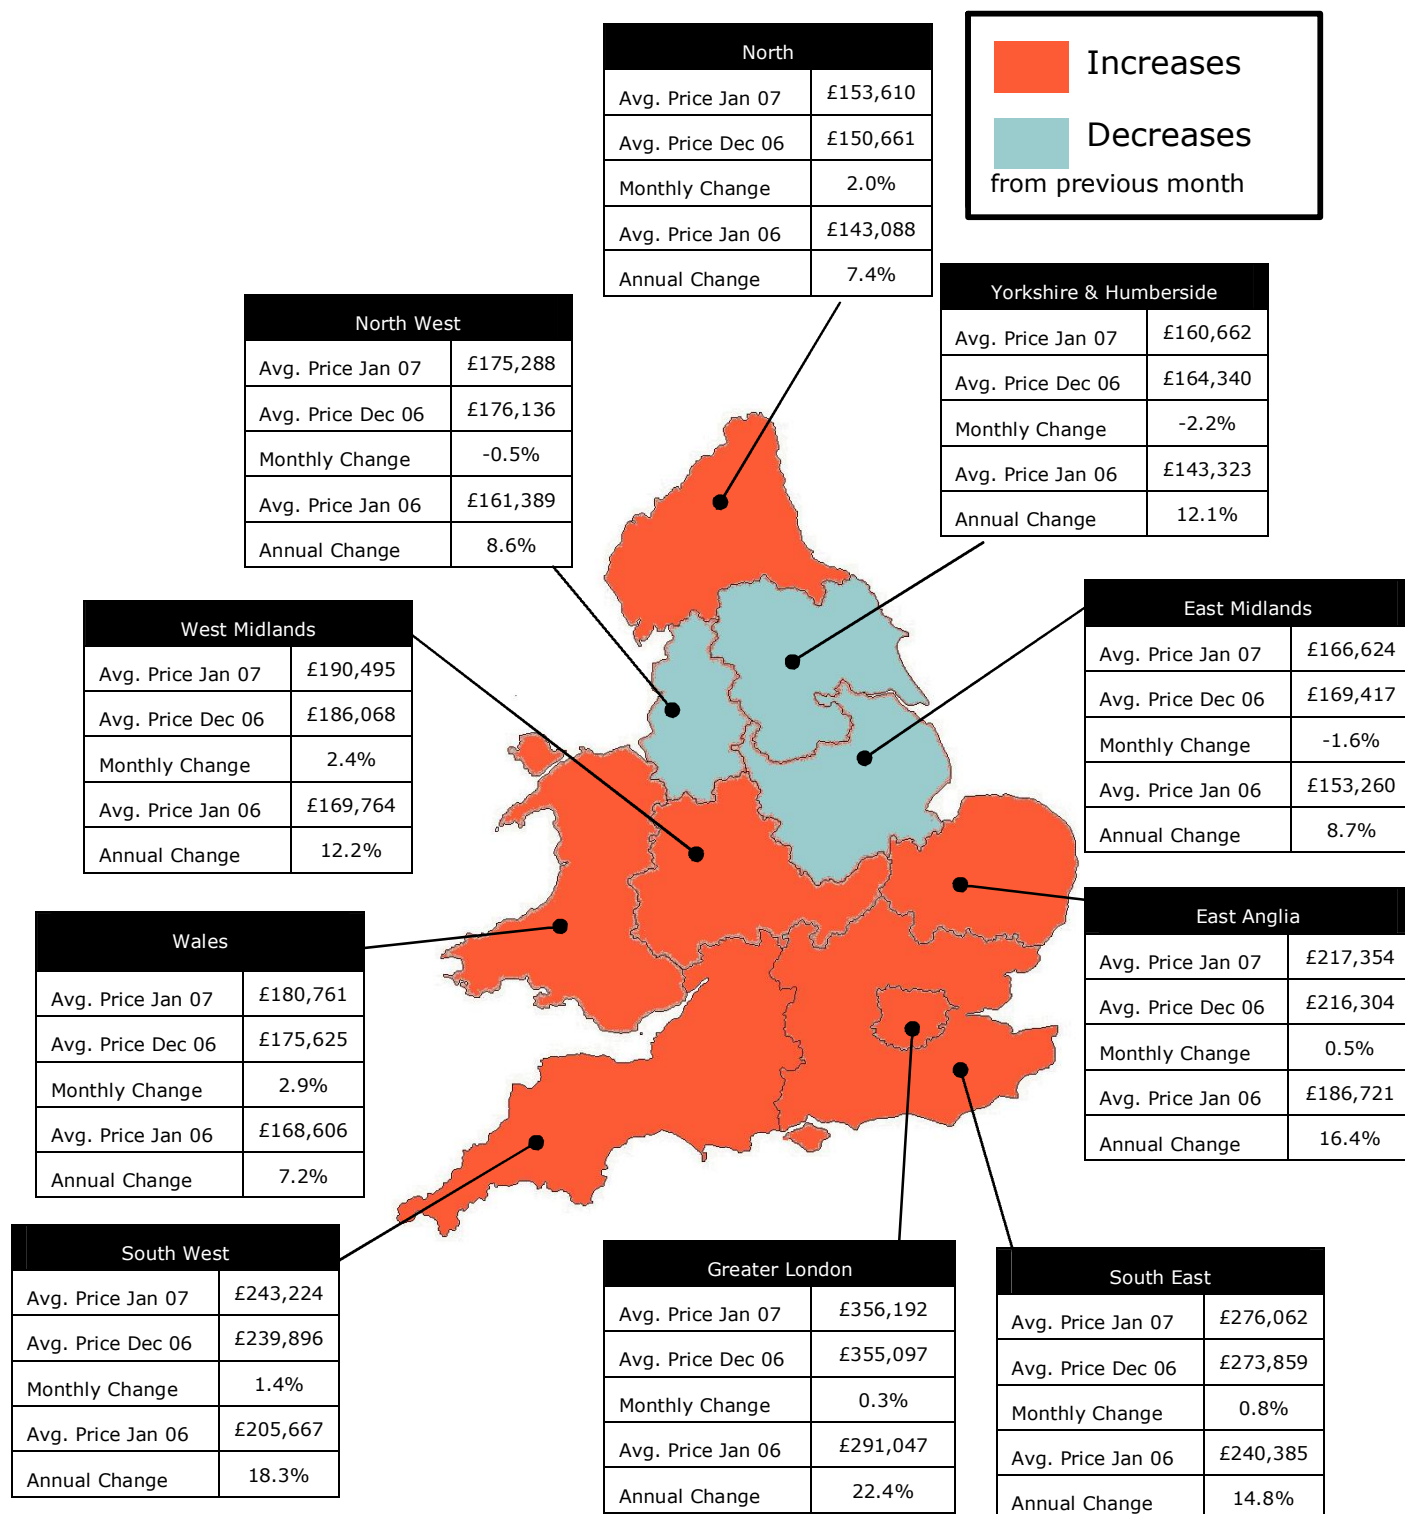 North
Avg. Price Jan 07 £153,610
Avg. Price Dec 06 £150,661
Monthly Change 2.0%
Avg. Price Jan 06 £143,088
Annual Change 7.4%
Increases
Decreases
from previous month
North West
Avg. Price Jan 07 £175,288
Avg. Price Dec 06 £176,136
Monthly Change -0.5%
Avg. Price Jan 06 £161,389
Annual Change 8.6%
Yorkshire & Humberside
Avg. Price Jan 07 £160,662
Avg. Price Dec 06 £164,340
Monthly Change -2.2%
Avg. Price Jan 06 £143,323
Annual Change 12.1%
West Midlands
Avg. Price Jan 07 £190,495
Avg. Price Dec 06 £186,068
Monthly Change 2.4%
Avg. Price Jan 06 £169,764
Annual Change 12.2%
East Midlands
Avg. Price Jan 07 £166,624
Avg. Price Dec 06 £169,417
Monthly Change -1.6%
Avg. Price Jan 06 £153,260
Annual Change 8.7%
Wales
Avg. Price Jan 07 £180,761
Avg. Price Dec 06 £175,625
Monthly Change 2.9%
Avg. Price Jan 06 £168,606
Annual Change 7.2%
East Anglia
Avg. Price Jan 07 £217,354
Avg. Price Dec 06 £216,304
Monthly Change 0.5%
Avg. Price Jan 06 £186,721
Annual Change 16.4%
South West
Avg. Price Jan 07 £243,224
Avg. Price Dec 06 £239,896
Monthly Change 1.4%
Avg. Price Jan 06 £205,667
Annual Change 18.3%
Greater London
Avg. Price Jan 07 £356,192
Avg. Price Dec 06 £355,097
Monthly Change 0.3%
Avg. Price Jan 06 £291,047
Annual Change 22.4%
South East
Avg. Price Jan 07 £276,062
Avg. Price Dec 06 £273,859
Monthly Change 0.8%
Avg. Price Jan 06 £240,385
Annual Change 14.8%